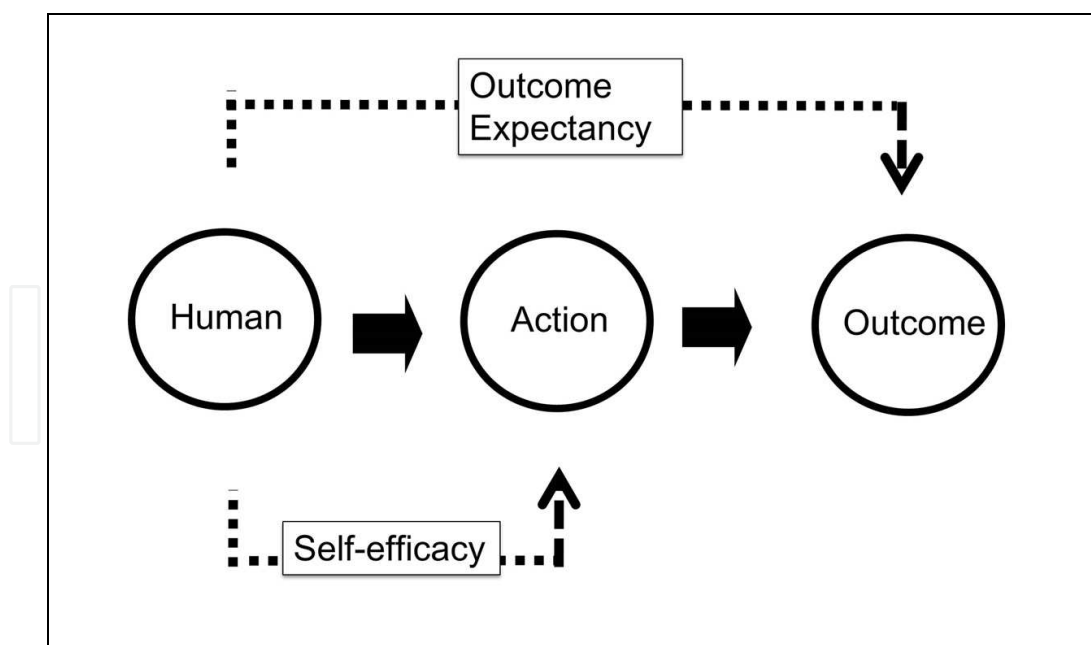 Outcome
Expectancy
Human
Action
Outcome
Self-efficacy